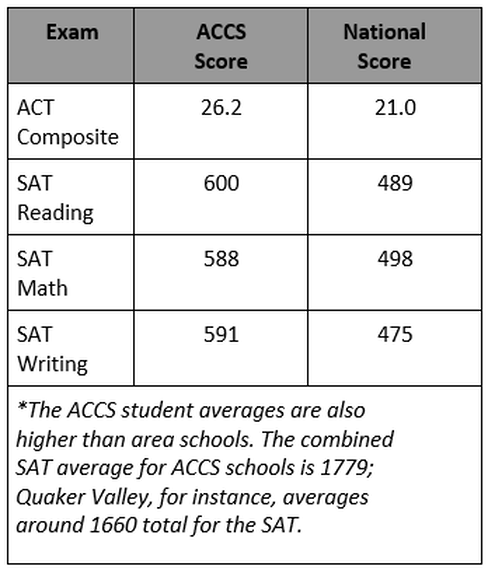 Exam ACCS Score National Score
ACT Composite 26.2 21.0
SAT Reading 600 489
SAT Math 588 498
SAT Writing 591 475
*The ACCS student averages are also
higher than area schools. The combined
SAT average for ACCS schools is 1779;
Quaker Valley, for instance, averages
around 1660 total for the SAT.